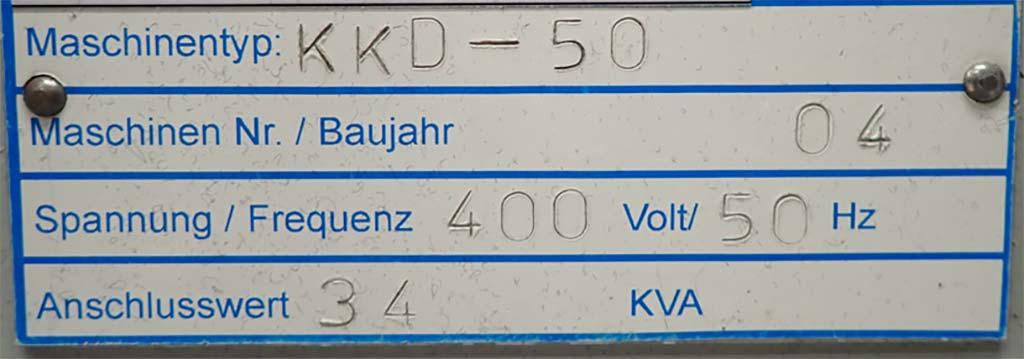 Maschinentyp: KKD-50
Maschinen Nr. / Baujahr 04
Spannung / Frequenz 400 Volt/ 50 Hz
Anschlusswert 34 KVA